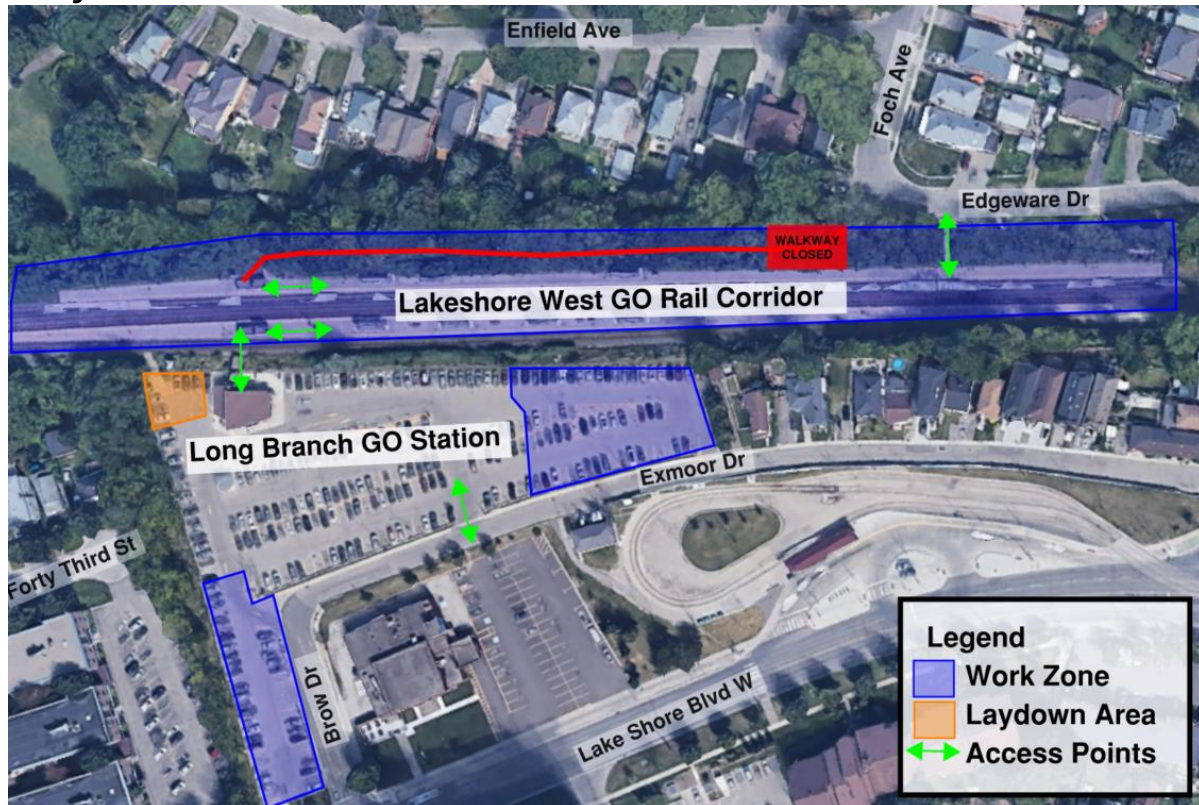 Enfield Ave
Foch Ave
Edgeware Dr
WALKWAY
CLOSED
Lakeshore West GO Rail Corridor
Long Branch GO Station
Exmoor Dr
Forty Third St
Brow Dr
Lake Shore Blvd W
Legend
Work Zone
Laydown Area
Access Points